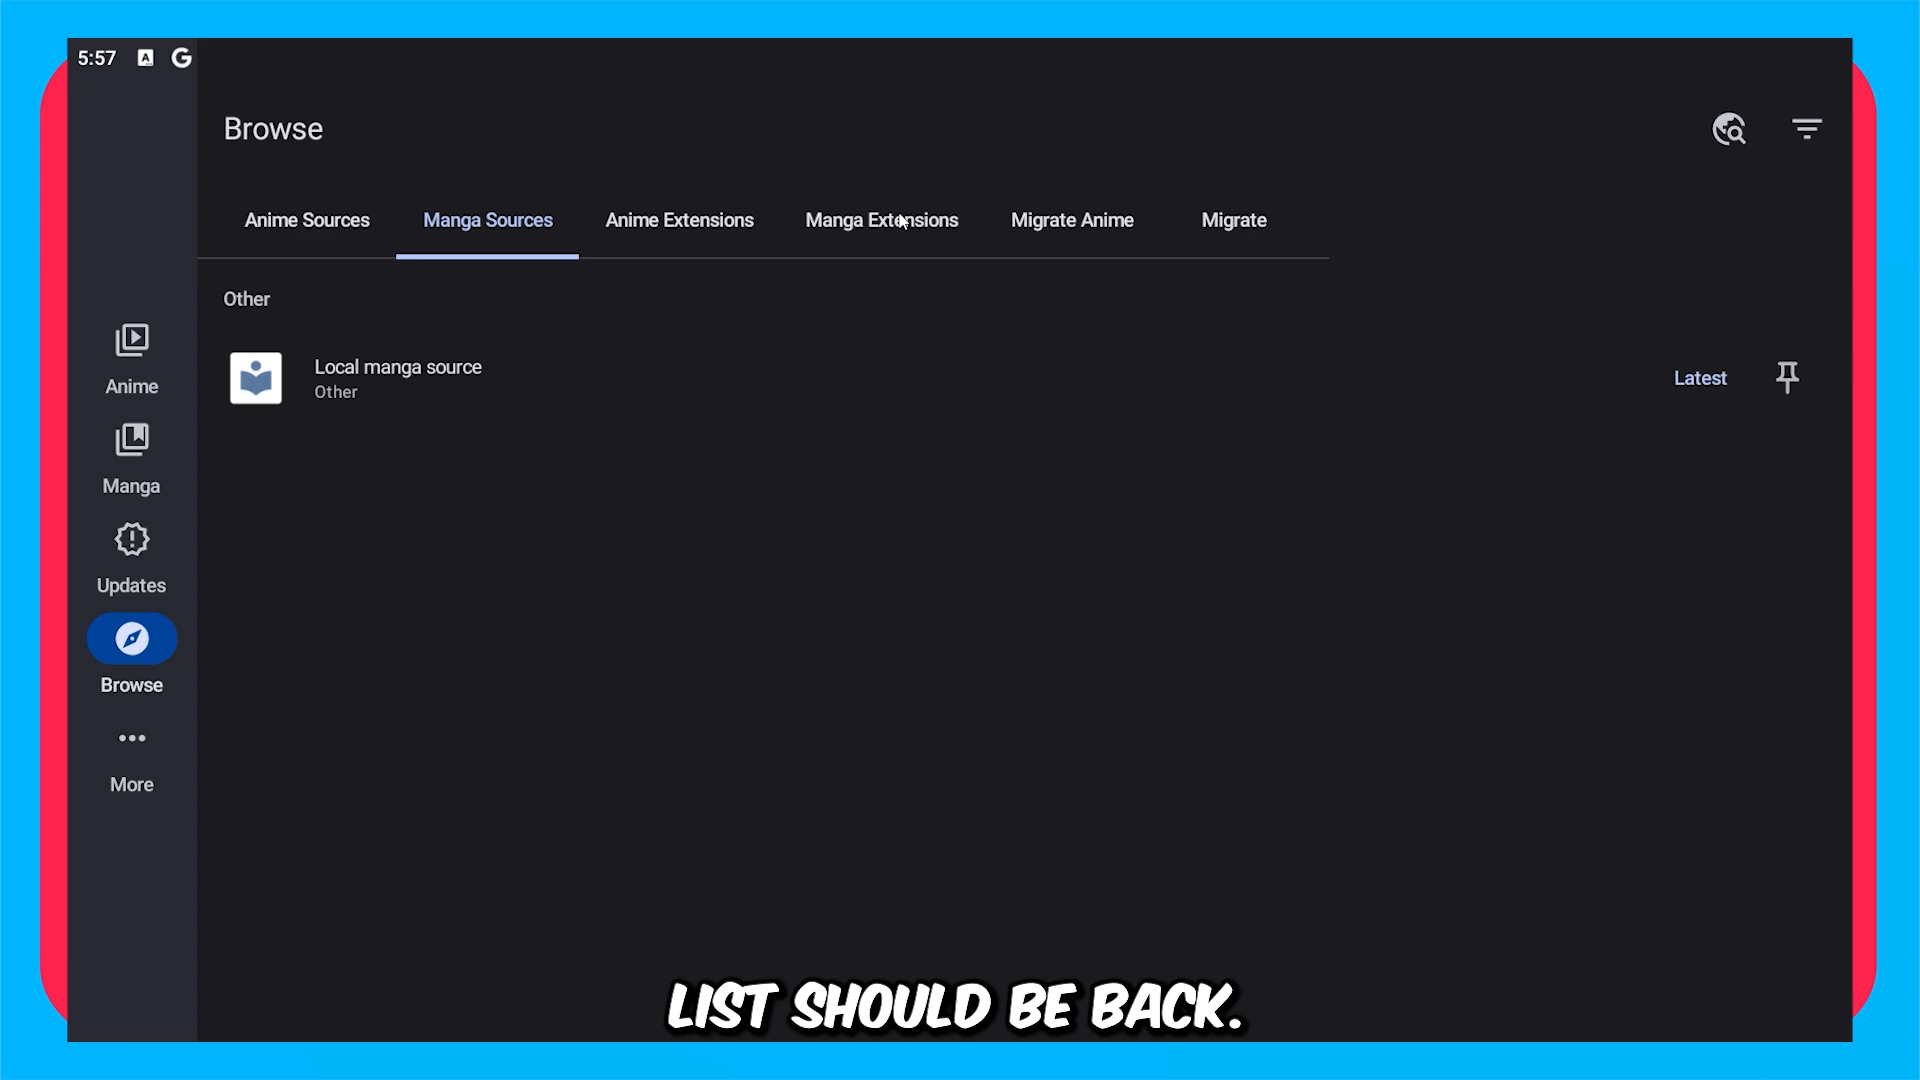 5:57
Browse
Anime Sources Manga Sources Anime Extensions Manga Extensions Migrate Anime Migrate
Other
Local manga source
Other
Latest
Anime
Manga
Updates
Browse
More
LIST SHOULD BE BACK.